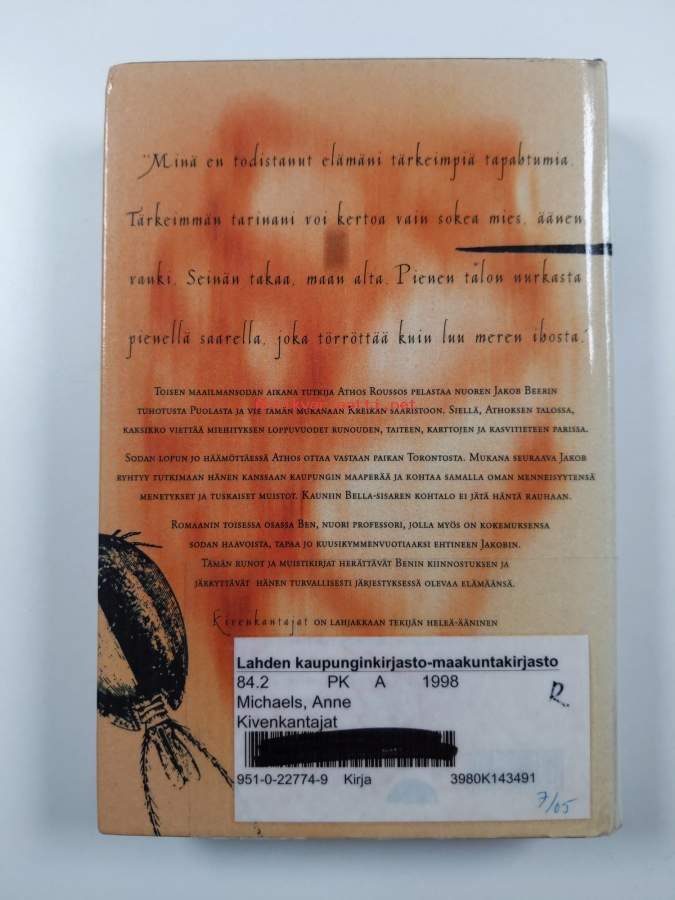 "Minä en todistanut elämäni tärkeimpiä tapahtumia.
Tärkeimmän tarinani voi kertoa vain sokea mies, äänen
vanki. Seinän takaa, maan alta. Pienen talon nurkasta
pienellä saarella, joka törröttää kuin luu meren ihosta."
Toisen maailmansodan aikana tutkija Athos Roussos pelastaa nuoren Jakob Beerin
tuhotusta Puolasta ja vie tämän mukanaan Kreikan saaristoon. Siellä, Athoksen talossa,
kaksikko viettää miehityksen loppuvuodet runouden, taiteen, karttojen ja kasvitieteen parissa.
Sodan lopun jo häämöttäessä Athos ottaa vastaan paikan Torontosta. Mukana seuraava Jakob
ryhtyy tutkimaan hänen kanssaan kaupungin maaperää ja kohtaa samalla oman menneisyytensä
menetykset ja tuskaiset muistot. Kauniin Bella-sisaren kohtalo ei jätä häntä rauhaan.
Romaanin toisessa osassa Ben, nuori professori, jolla myös on kokemuksensa
sodan haavoista, tapaa jo kuusikymmenvuotiaaksi ehtineen Jakobin.
Tämän runot ja muistikirjat herättävät Benin kiinnostuksen ja
järkyttävät hänen turvallisesti järjestyksessä olevaa elämäänsä.
Kivenkantajat on lahjakkaan tekijän heleä-ääninen
Lahden kaupunginkirjasto-maakuntakirjasto
84.2 PK A 1998
R
Michaels, Anne
Kivenkantajat
951-0-22774-9 Kirja 3980K143491
7/05